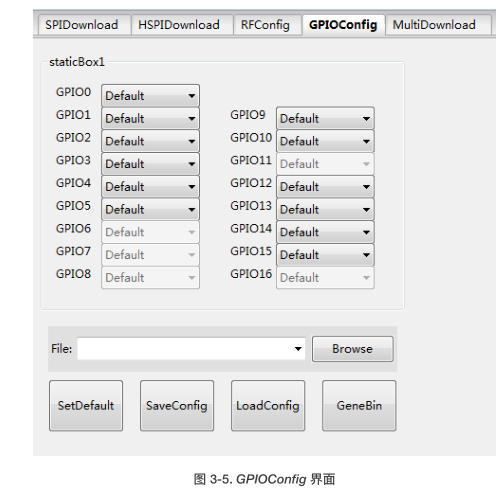 SPIDownload HSPIDownload RFConfig GPIOConfig MultiDownload
staticBox1
GPIO0 Default
GPIO1 Default GPIO9 Default
GPIO2 Default GPIO10 Default
GPIO3 Default GPIO11 Default
GPIO4 Default GPIO12 Default
GPIO5 Default GPIO13 Default
GPIO6 Default GPIO14 Default
GPIO7 Default GPIO15 Default
GPIO8 Default GPIO16 Default
File: Browse
SetDefault SaveConfig LoadConfig GeneBin
图 3-5. GPIOConfig 界面